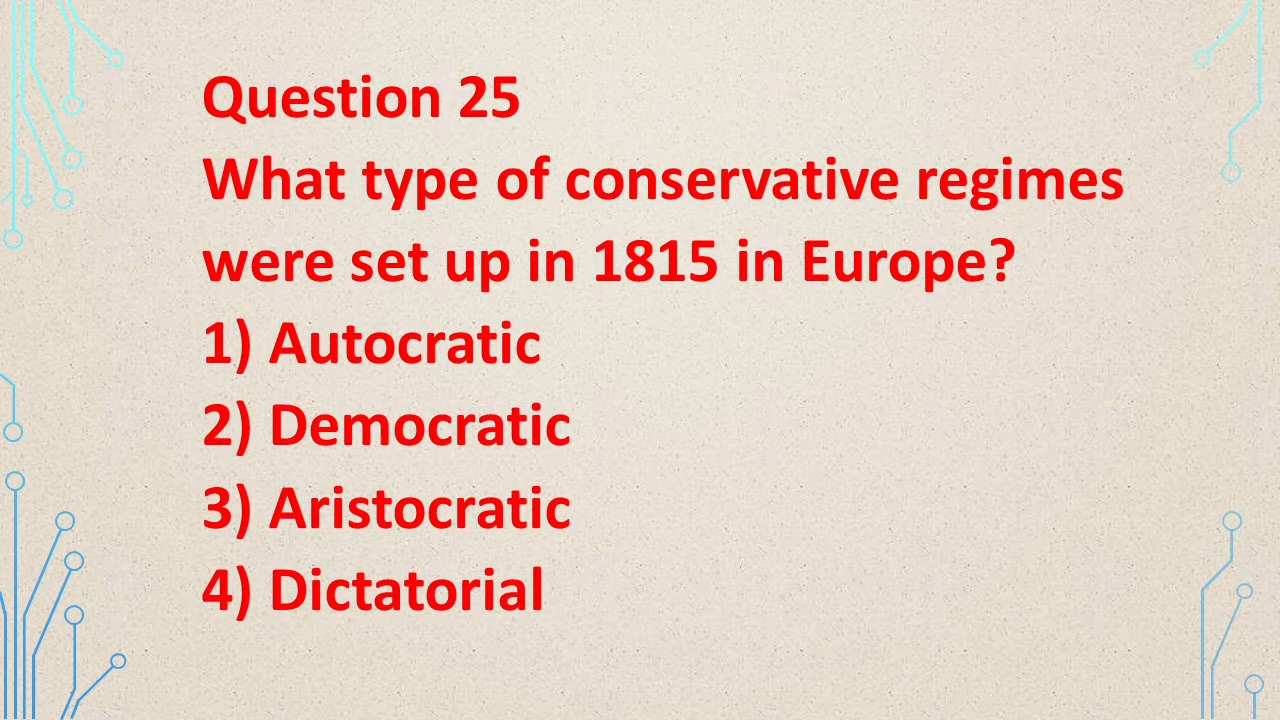 Question 25
What type of conservative regimes
were set up in 1815 in Europe?
1) Autocratic
2) Democratic
3) Aristocratic
4) Dictatorial